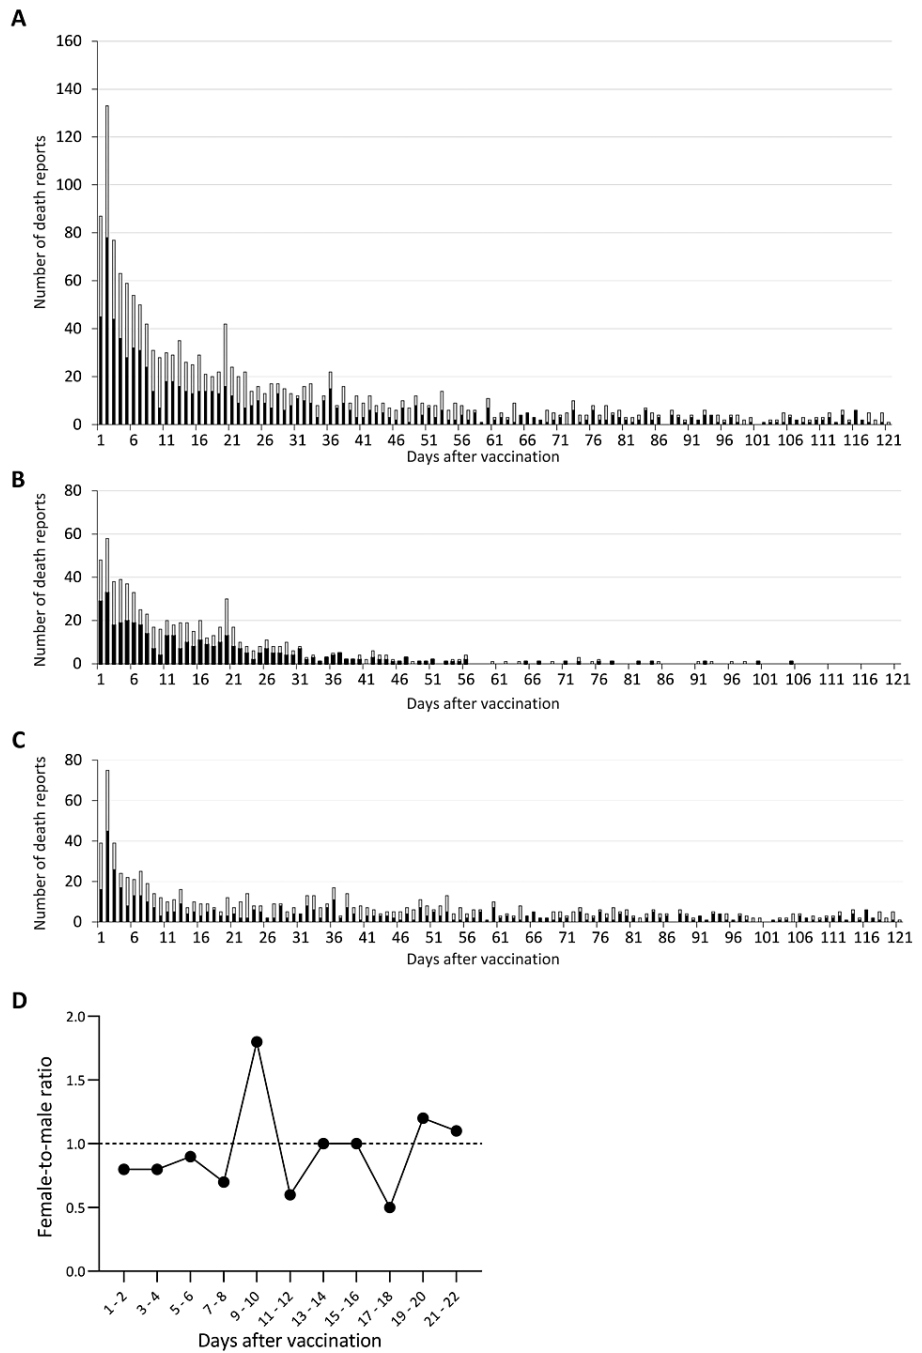 A
Number of death reports
160
140
120
100
80
60
40
20
0
1 6 11 16 21 26 31 36 41 46 51 56 61 66 71 76 81 86 91 96 101 106 111 116 121
Days after vaccination
B
Number of death reports
80
60
40
20
0
1 6 11 16 21 26 31 36 41 46 51 56 61 66 71 76 81 86 91 96 101 106 111 116 121
Days after vaccination
C
Number of death reports
80
60
40
20
0
1 6 11 16 21 26 31 36 41 46 51 56 61 66 71 76 81 86 91 96 101 106 111 116 121
Days after vaccination
D
Female-to-male ratio
2.0
1.5
1.0
0.5
0.0
1 - 2 3 - 4 5 - 6 7 - 8 9 - 10 11 - 12 13 - 14 15 - 16 17 - 18 19 - 20 21 - 22
Days after vaccination